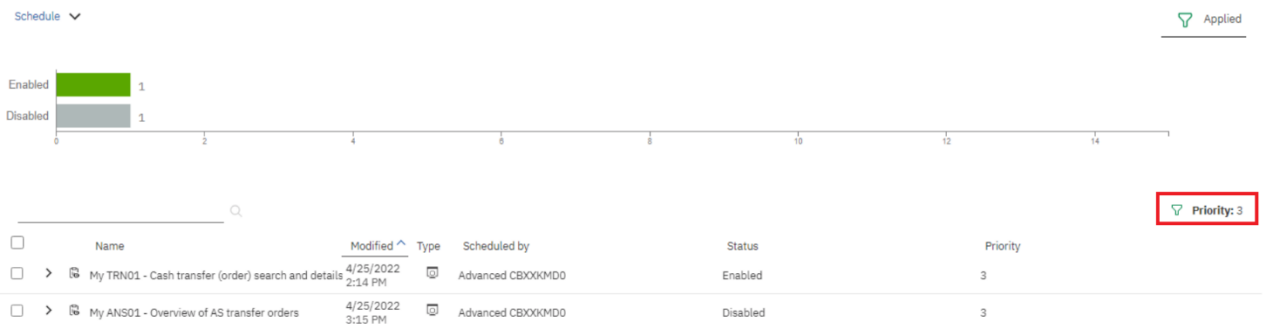 Schedule
Applied
Enabled 1
Disabled 1
0 2 4 6 8 10 12 14
Priority: 3
Name Modified Type Scheduled by Status Priority
My TRN01 - Cash transfer (order) search and details 4/25/2022 2:14 PM Advanced CBXXKMD0 Enabled 3
My ANS01 - Overview of AS transfer orders 4/25/2022 3:15 PM Advanced CBXXKMD0 Disabled 3